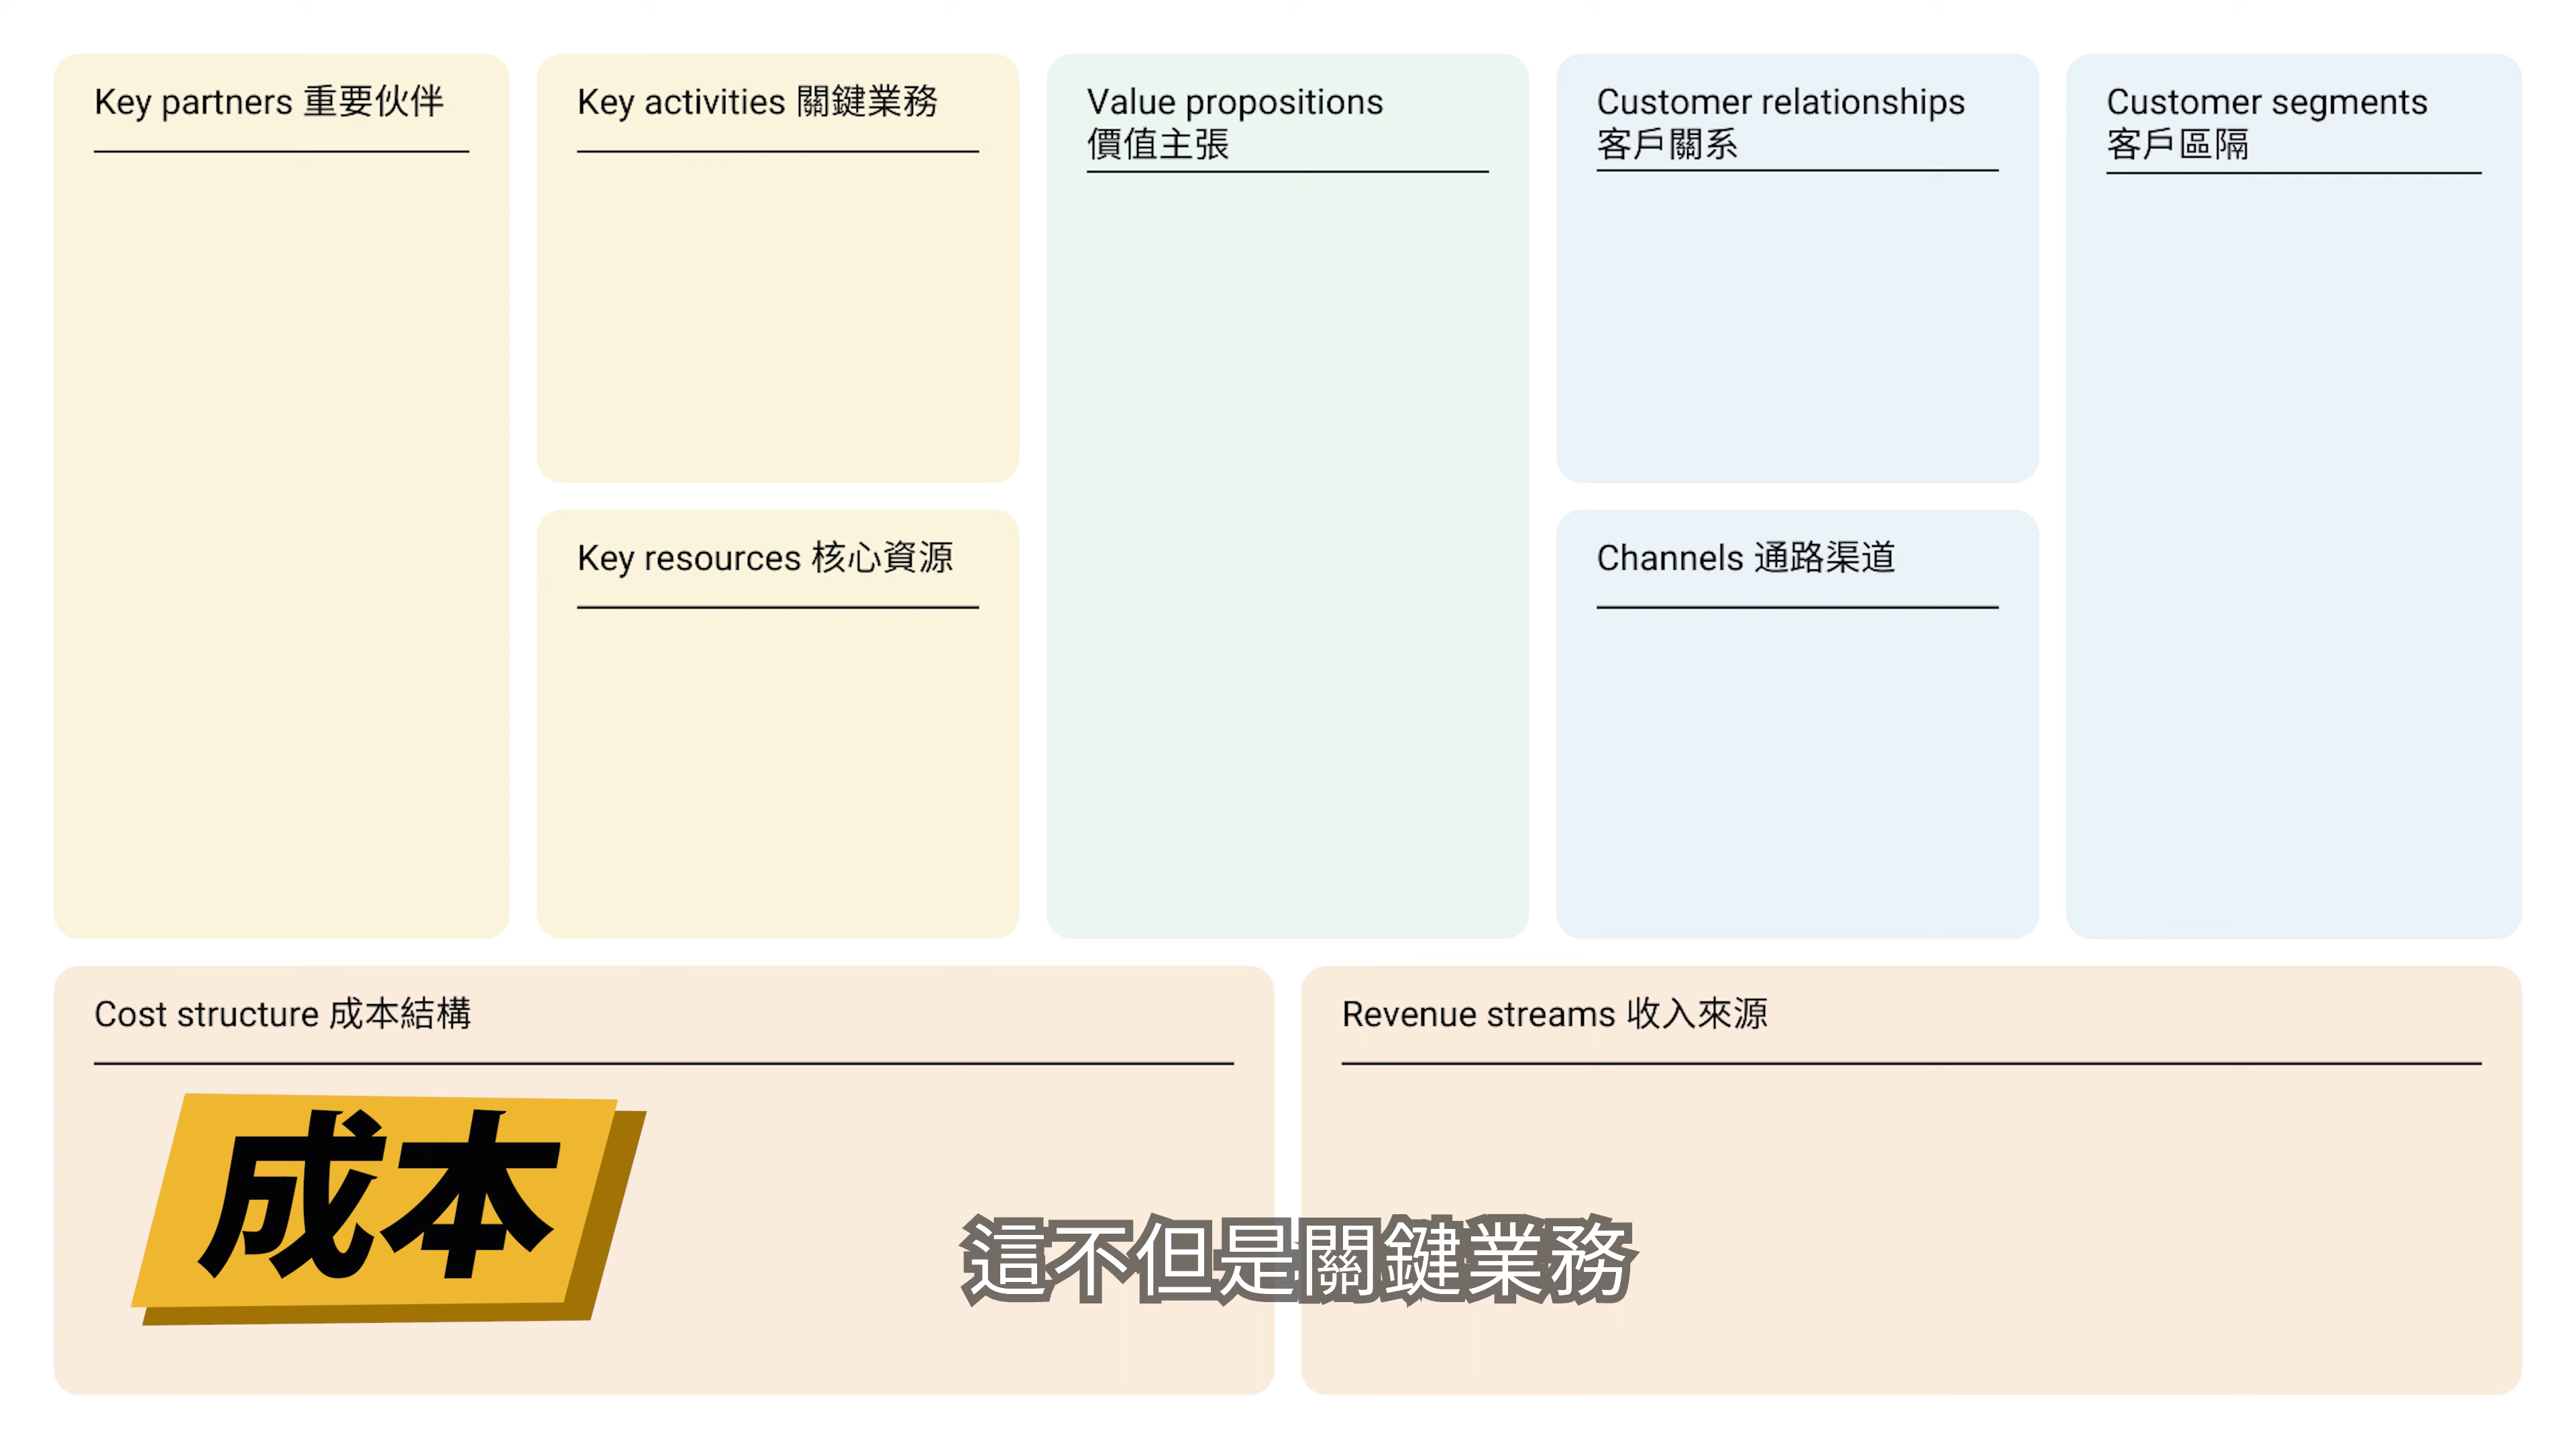 Key partners 重要伙伴
Key activities 關鍵業務
Value propositions
價值主張
Customer relationships
客戶關系
Customer segments
客戶區隔
Key resources 核心資源
Channels 通路渠道
Cost structure 成本結構
Revenue streams 收入來源
成本
這不但是關鍵業務